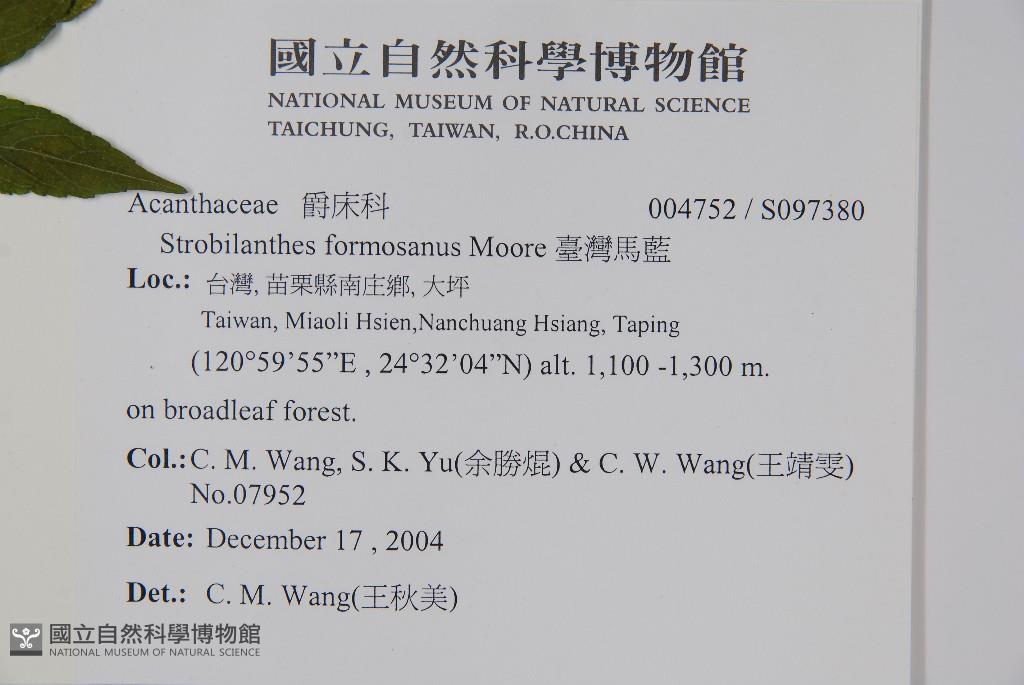 國立自然科學博物館
NATIONAL MUSEUM OF NATURAL SCIENCE
TAICHUNG, TAIWAN, R.O.CHINA
Acanthaceae 爵床科 004752 / S097380
Strobilanthes formosanus Moore 臺灣馬藍
Loc.: 台灣, 苗栗縣南庄鄉, 大坪
Taiwan, Miaoli Hsien,Nanchuang Hsiang, Taping
(120°59’55”E , 24°32’04”N) alt. 1,100 -1,300 m.
on broadleaf forest.
Col.: C. M. Wang, S. K. Yu(余勝焜) & C. W. Wang(王靖雯)
No.07952
Date: December 17 , 2004
Det.: C. M. Wang(王秋美)
國立自然科學博物館
NATIONAL MUSEUM OF NATURAL SCIENCE